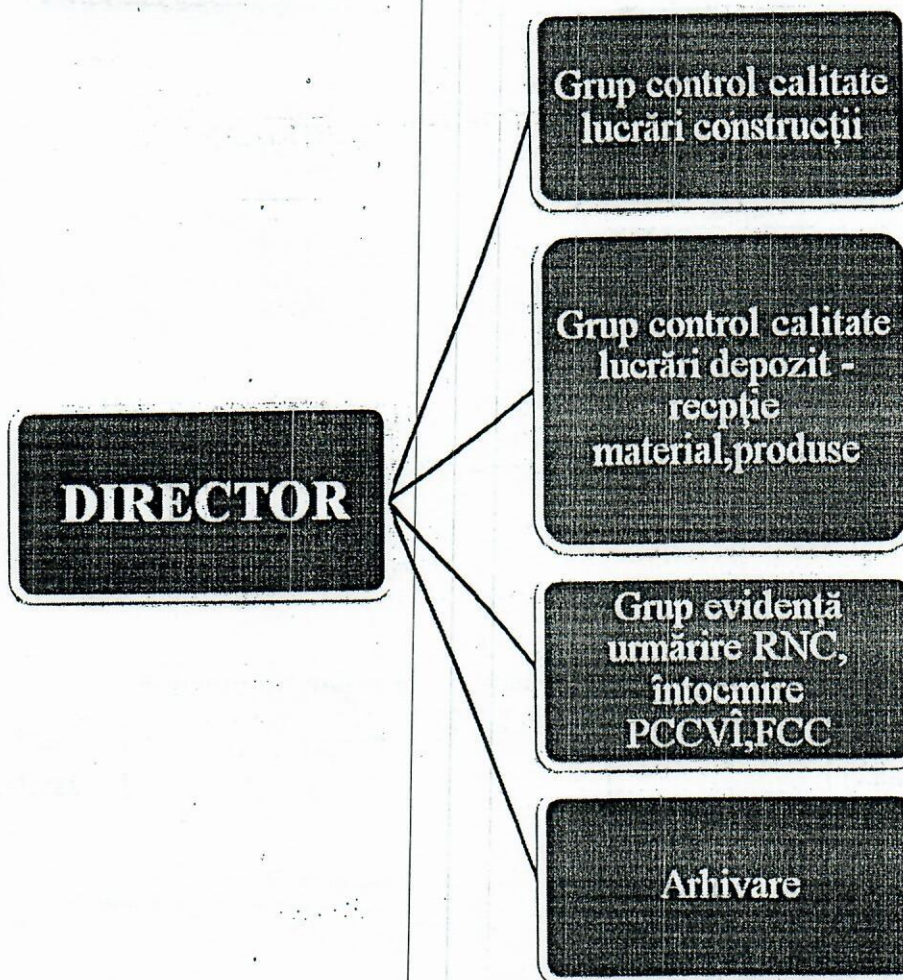 Grup control calitate
lucrări construcții
Grup control calitate
lucrări depozit -
recpție
material,produse
DIRECTOR
Grup evidență
urmărire RNC,
întocmire
PCCVÎ,FCC
Arhivare